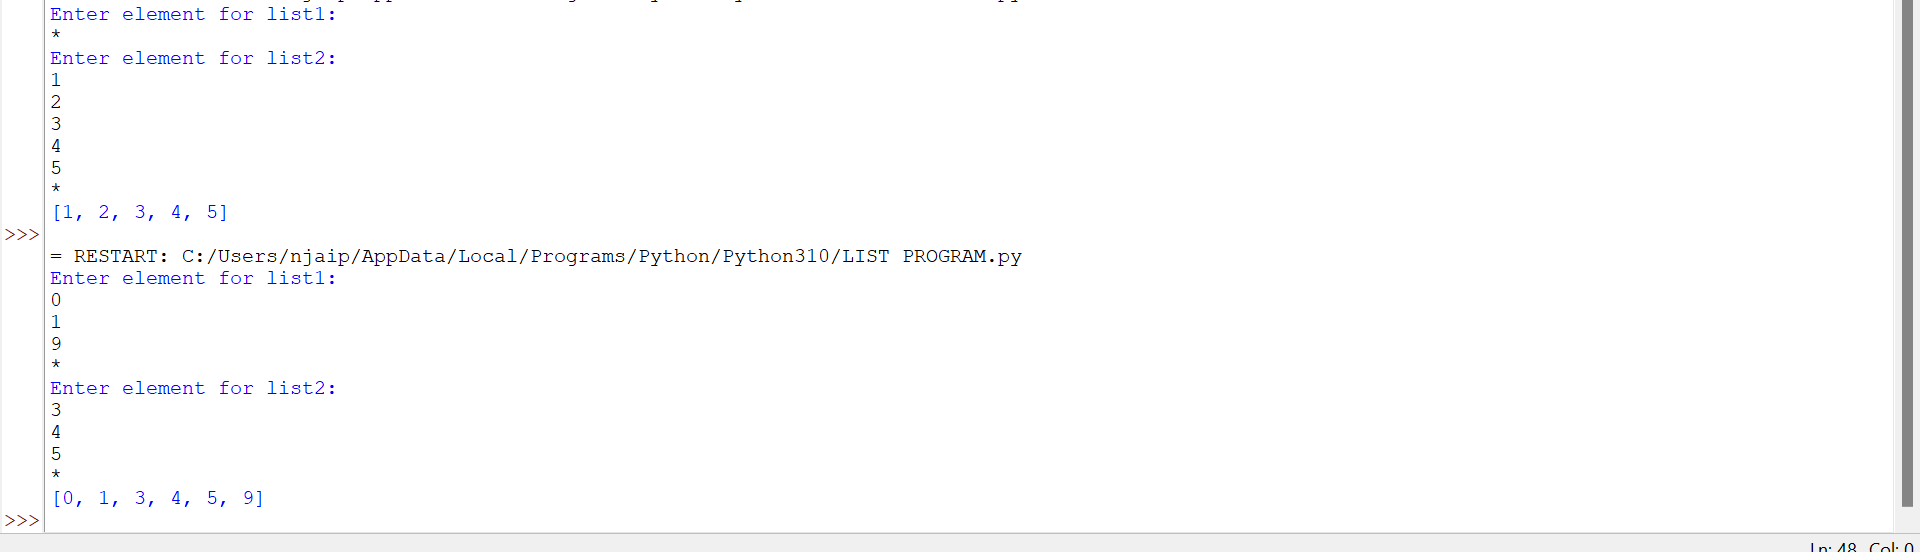 Enter element for list1:
*
Enter element for list2:
1
2
3
4
5
*
[1, 2, 3, 4, 5]
>>>
= RESTART: C:/Users/njaip/AppData/Local/Programs/Python/Python310/LIST PROGRAM.py
Enter element for list1:
0
1
9
*
Enter element for list2:
3
4
5
*
[0, 1, 3, 4, 5, 9]
>>>
Ln: 48 Col: 0